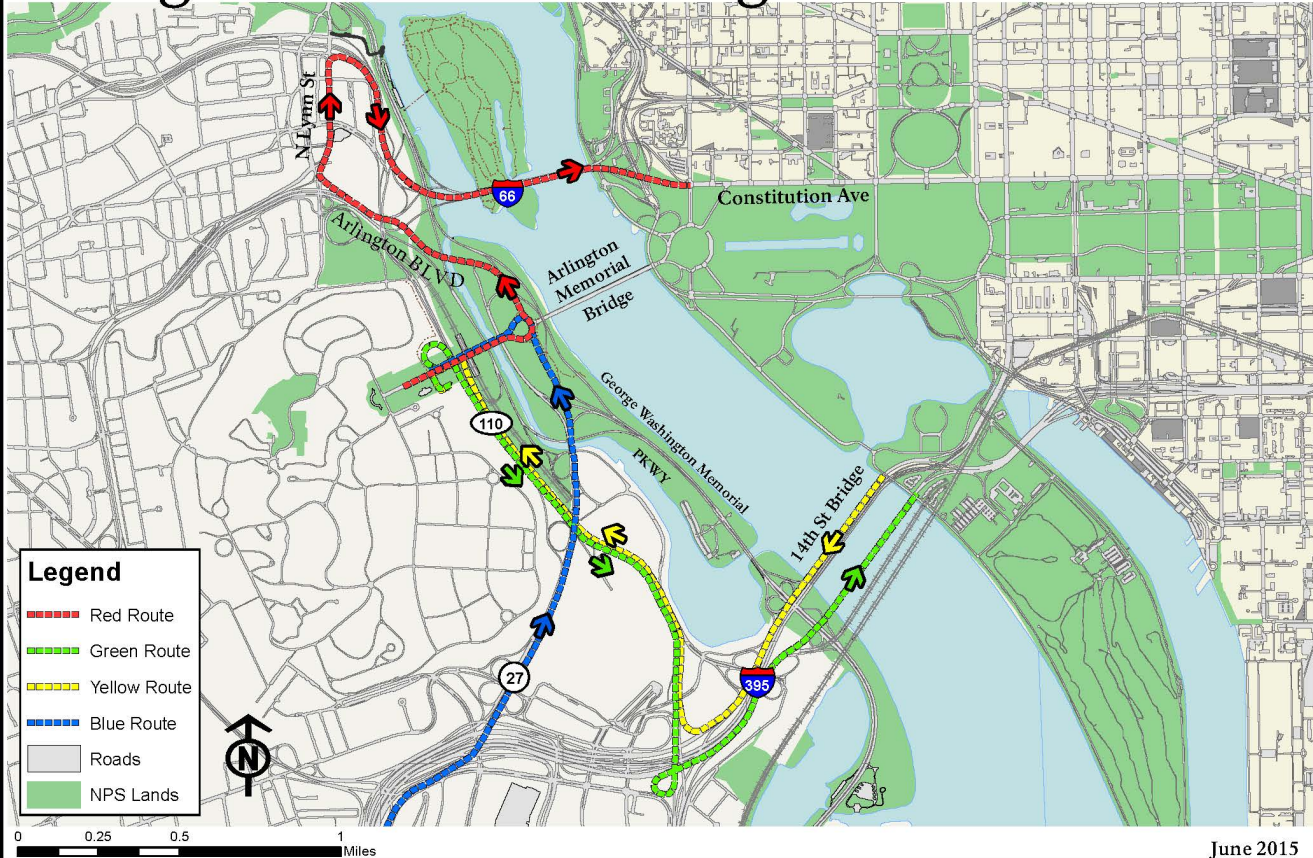 N Lynn St
66
Constitution Ave
Arlington BLVD
Arlington
Memorial
Bridge
110
George Washington Memorial
PKWY
14th St Bridge
27
395
Legend
Red Route
Green Route
Yellow Route
Blue Route
Roads
NPS Lands
N
0 0.25 0.5 1
Miles
June 2015